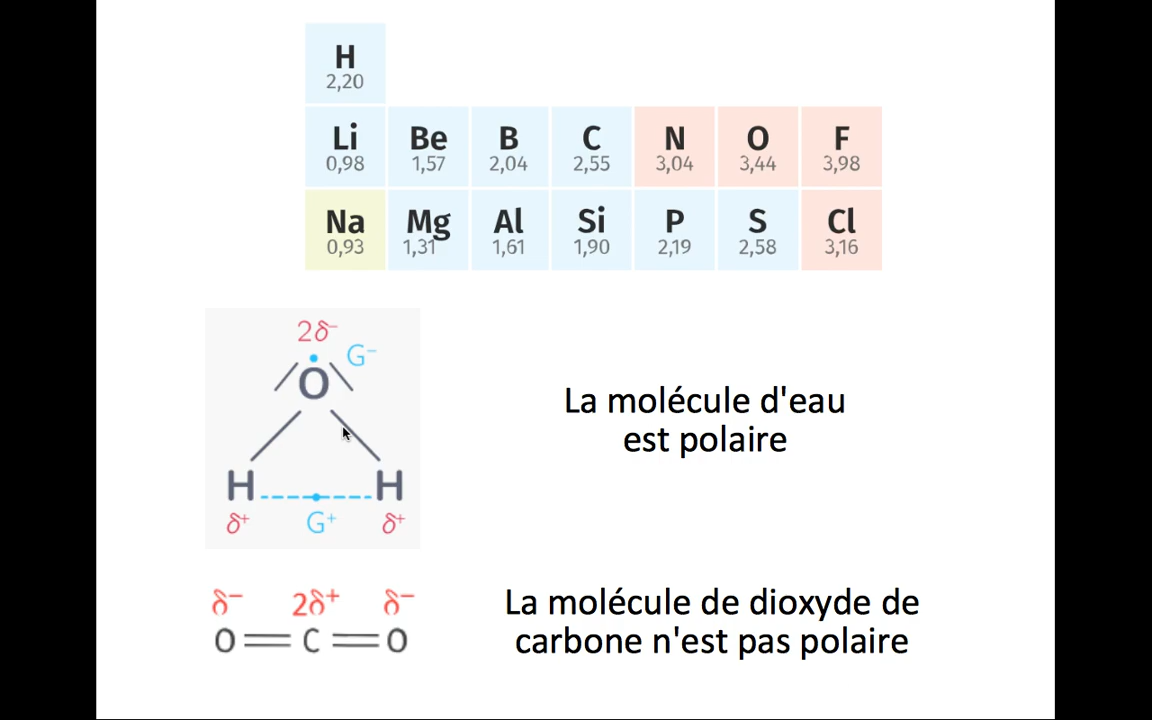 H
2,20
Li Be B C N O F
0,98 1,57 2,04 2,55 3,04 3,44 3,98
Na Mg Al Si P S Cl
0,93 1,31 1,61 1,90 2,19 2,58 3,16
2δ⁻
G⁻
O
H H
δ⁺ G⁺ δ⁺
La molécule d'eau
est polaire
δ⁻ 2δ⁺ δ⁻
O=C=O
La molécule de dioxyde de
carbone n'est pas polaire